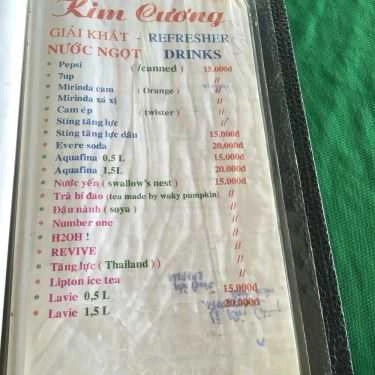 Kim Cương
GIẢI KHÁT - REFRESHER
NƯỚC NGỌT DRINKS
* Pepsi (/canned) 15.000đ
* 7up //
* Mirinda cam (Orange) //
* Mirinda xá xị //
* Cam ép (twister) //
* Sting tăng lực //
* Sting tăng lực dâu 15.000đ
* Evere soda 20.000đ
* Aquafina 0,5 L 15.000đ
* Aquafina 1,5L 20.000đ
* Nước yến (swallow's nest) 15.000đ
* Trà bí đao (tea made by waky pumpkin) //
* Đậu nành (soya) //
* Number one //
* H2OH ! //
* REVIVE //
* Tăng lực (Thailand) //
* Lipton ice tea //
* Lavie 0,5 L 15.000đ
* Lavie 1,5 L 20.000đ